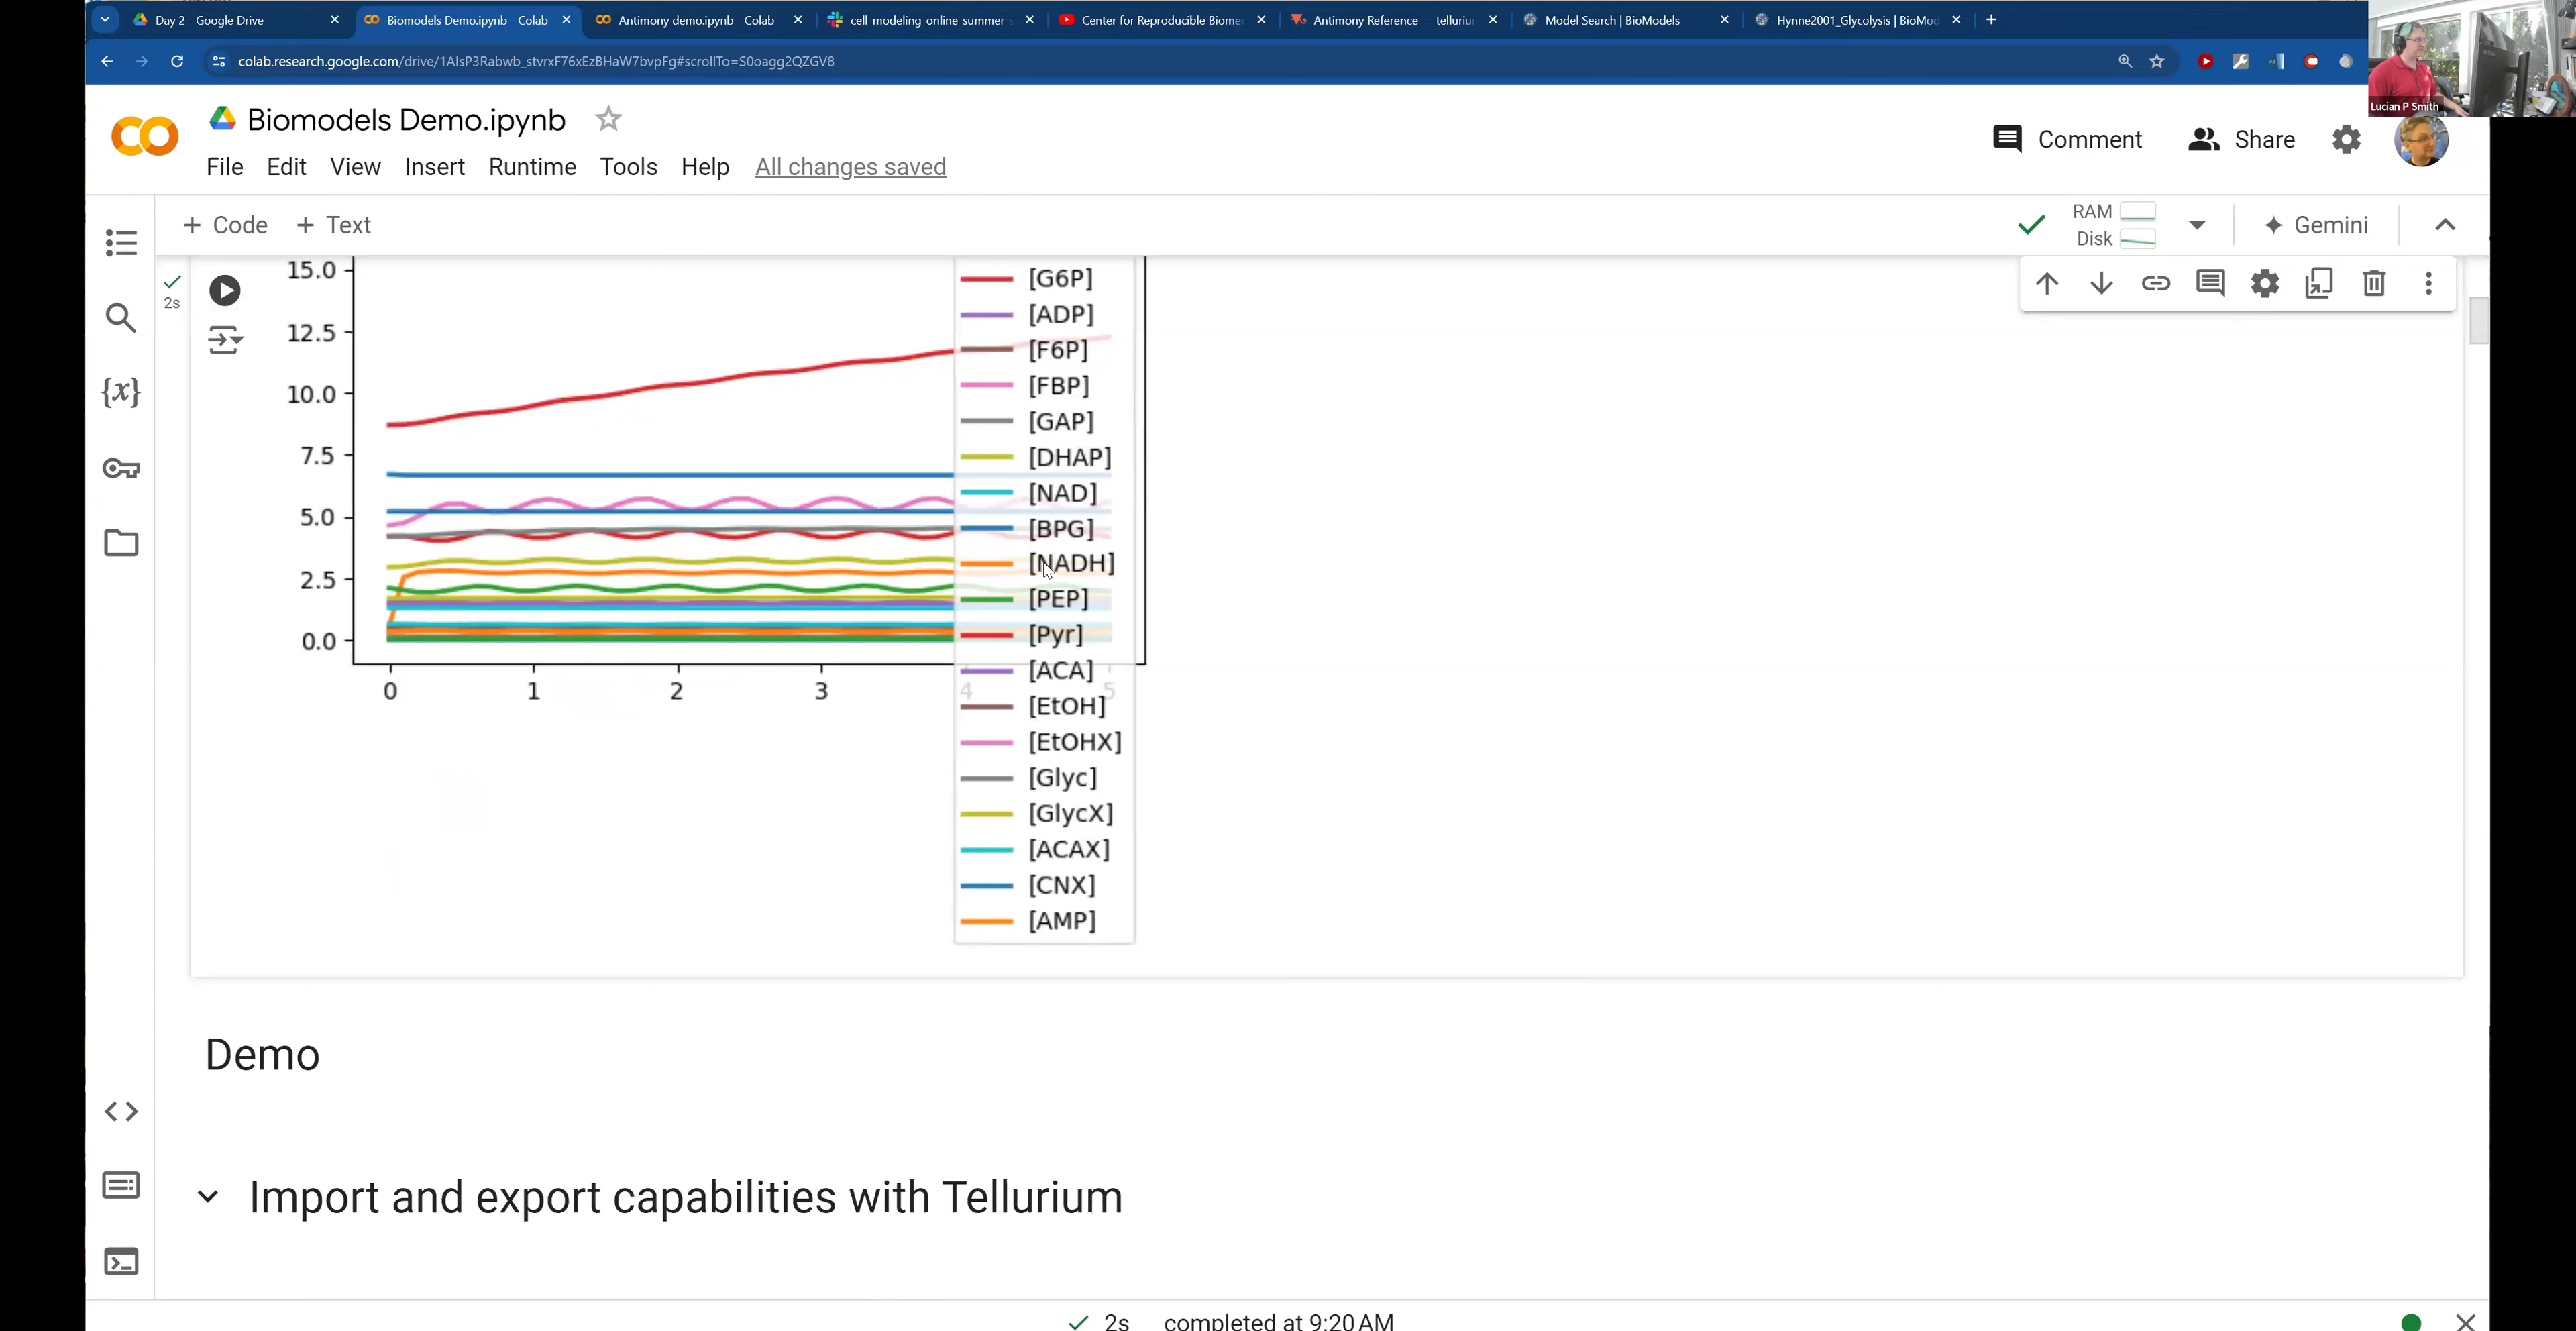 Day 2 - Google Drive
Biomodels Demo.ipynb - Colab
Antimony demo.ipynb - Colab
cell-modeling-online-summer-s
Center for Reproducible Biome
Antimony Reference — telluriu
Model Search | BioModels
Hynne2001_Glycolysis | BioMod
colab.research.google.com/drive/1AIsP3Rabwb_stvrxF76xEzBHaW7bvpFg#scrollTo=S0oagg2QZGV8
Lucian P Smith
Biomodels Demo.ipynb
Comment
Share
File Edit View Insert Runtime Tools Help All changes saved
+ Code + Text
RAM
Disk
Gemini
2s
15.0
12.5
10.0
7.5
5.0
2.5
0.0
0 1 2 3 4 5
[G6P]
[ADP]
[F6P]
[FBP]
[GAP]
[DHAP]
[NAD]
[BPG]
[NADH]
[PEP]
[Pyr]
[ACA]
[EtOH]
[EtOHX]
[Glyc]
[GlycX]
[ACAX]
[CNX]
[AMP]
Demo
Import and export capabilities with Tellurium
2s completed at 9:20 AM